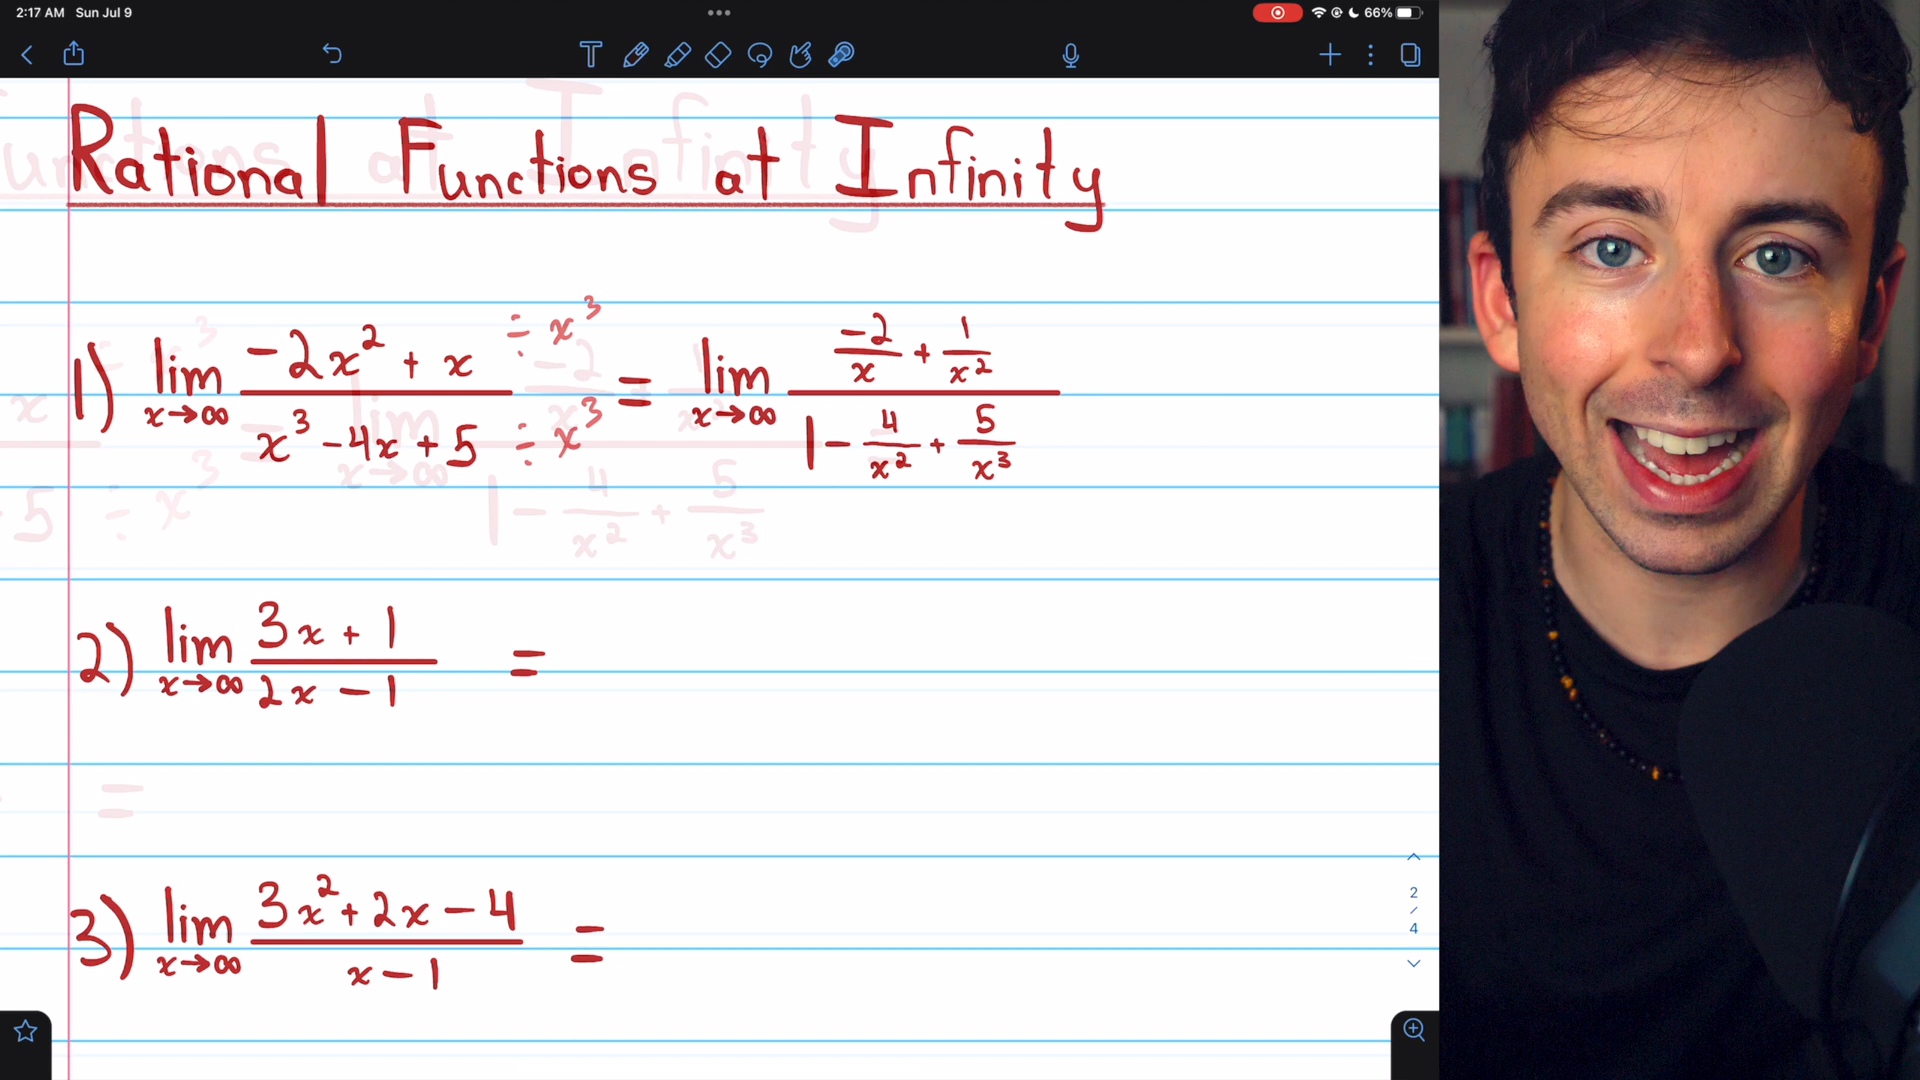 2:17 AM Sun Jul 9
66%
Rational Functions at Infinity
1) lim x→∞ (-2x² + x)/(x³ - 4x + 5) ÷ x³ ÷ x³ = lim x→∞ (-2/x + 1/x²)/(1 - 4/x² + 5/x³)
2) lim x→∞ (3x + 1)/(2x - 1) =
3) lim x→∞ (3x² + 2x - 4)/(x - 1) =
2
/
4